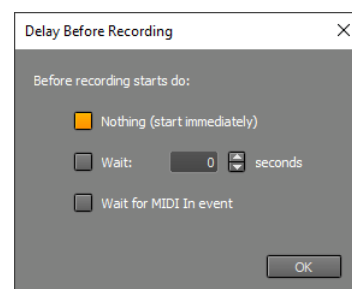 Delay Before Recording
Before recording starts do:
Nothing (start immediately)
Wait: 0 seconds
Wait for MIDI In event
OK